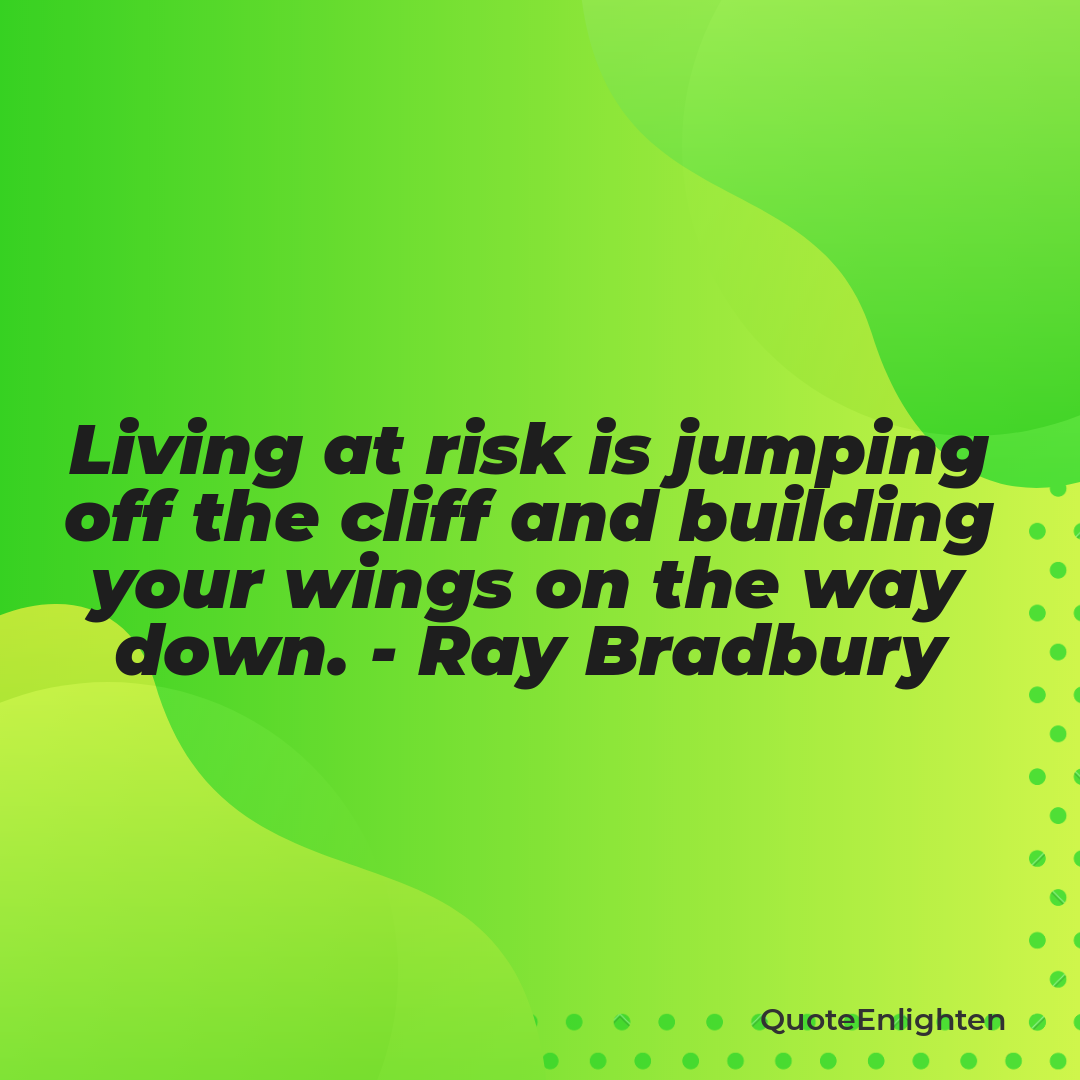 Living at risk is jumping
off the cliff and building
your wings on the way
down. - Ray Bradbury
QuoteEnlighten